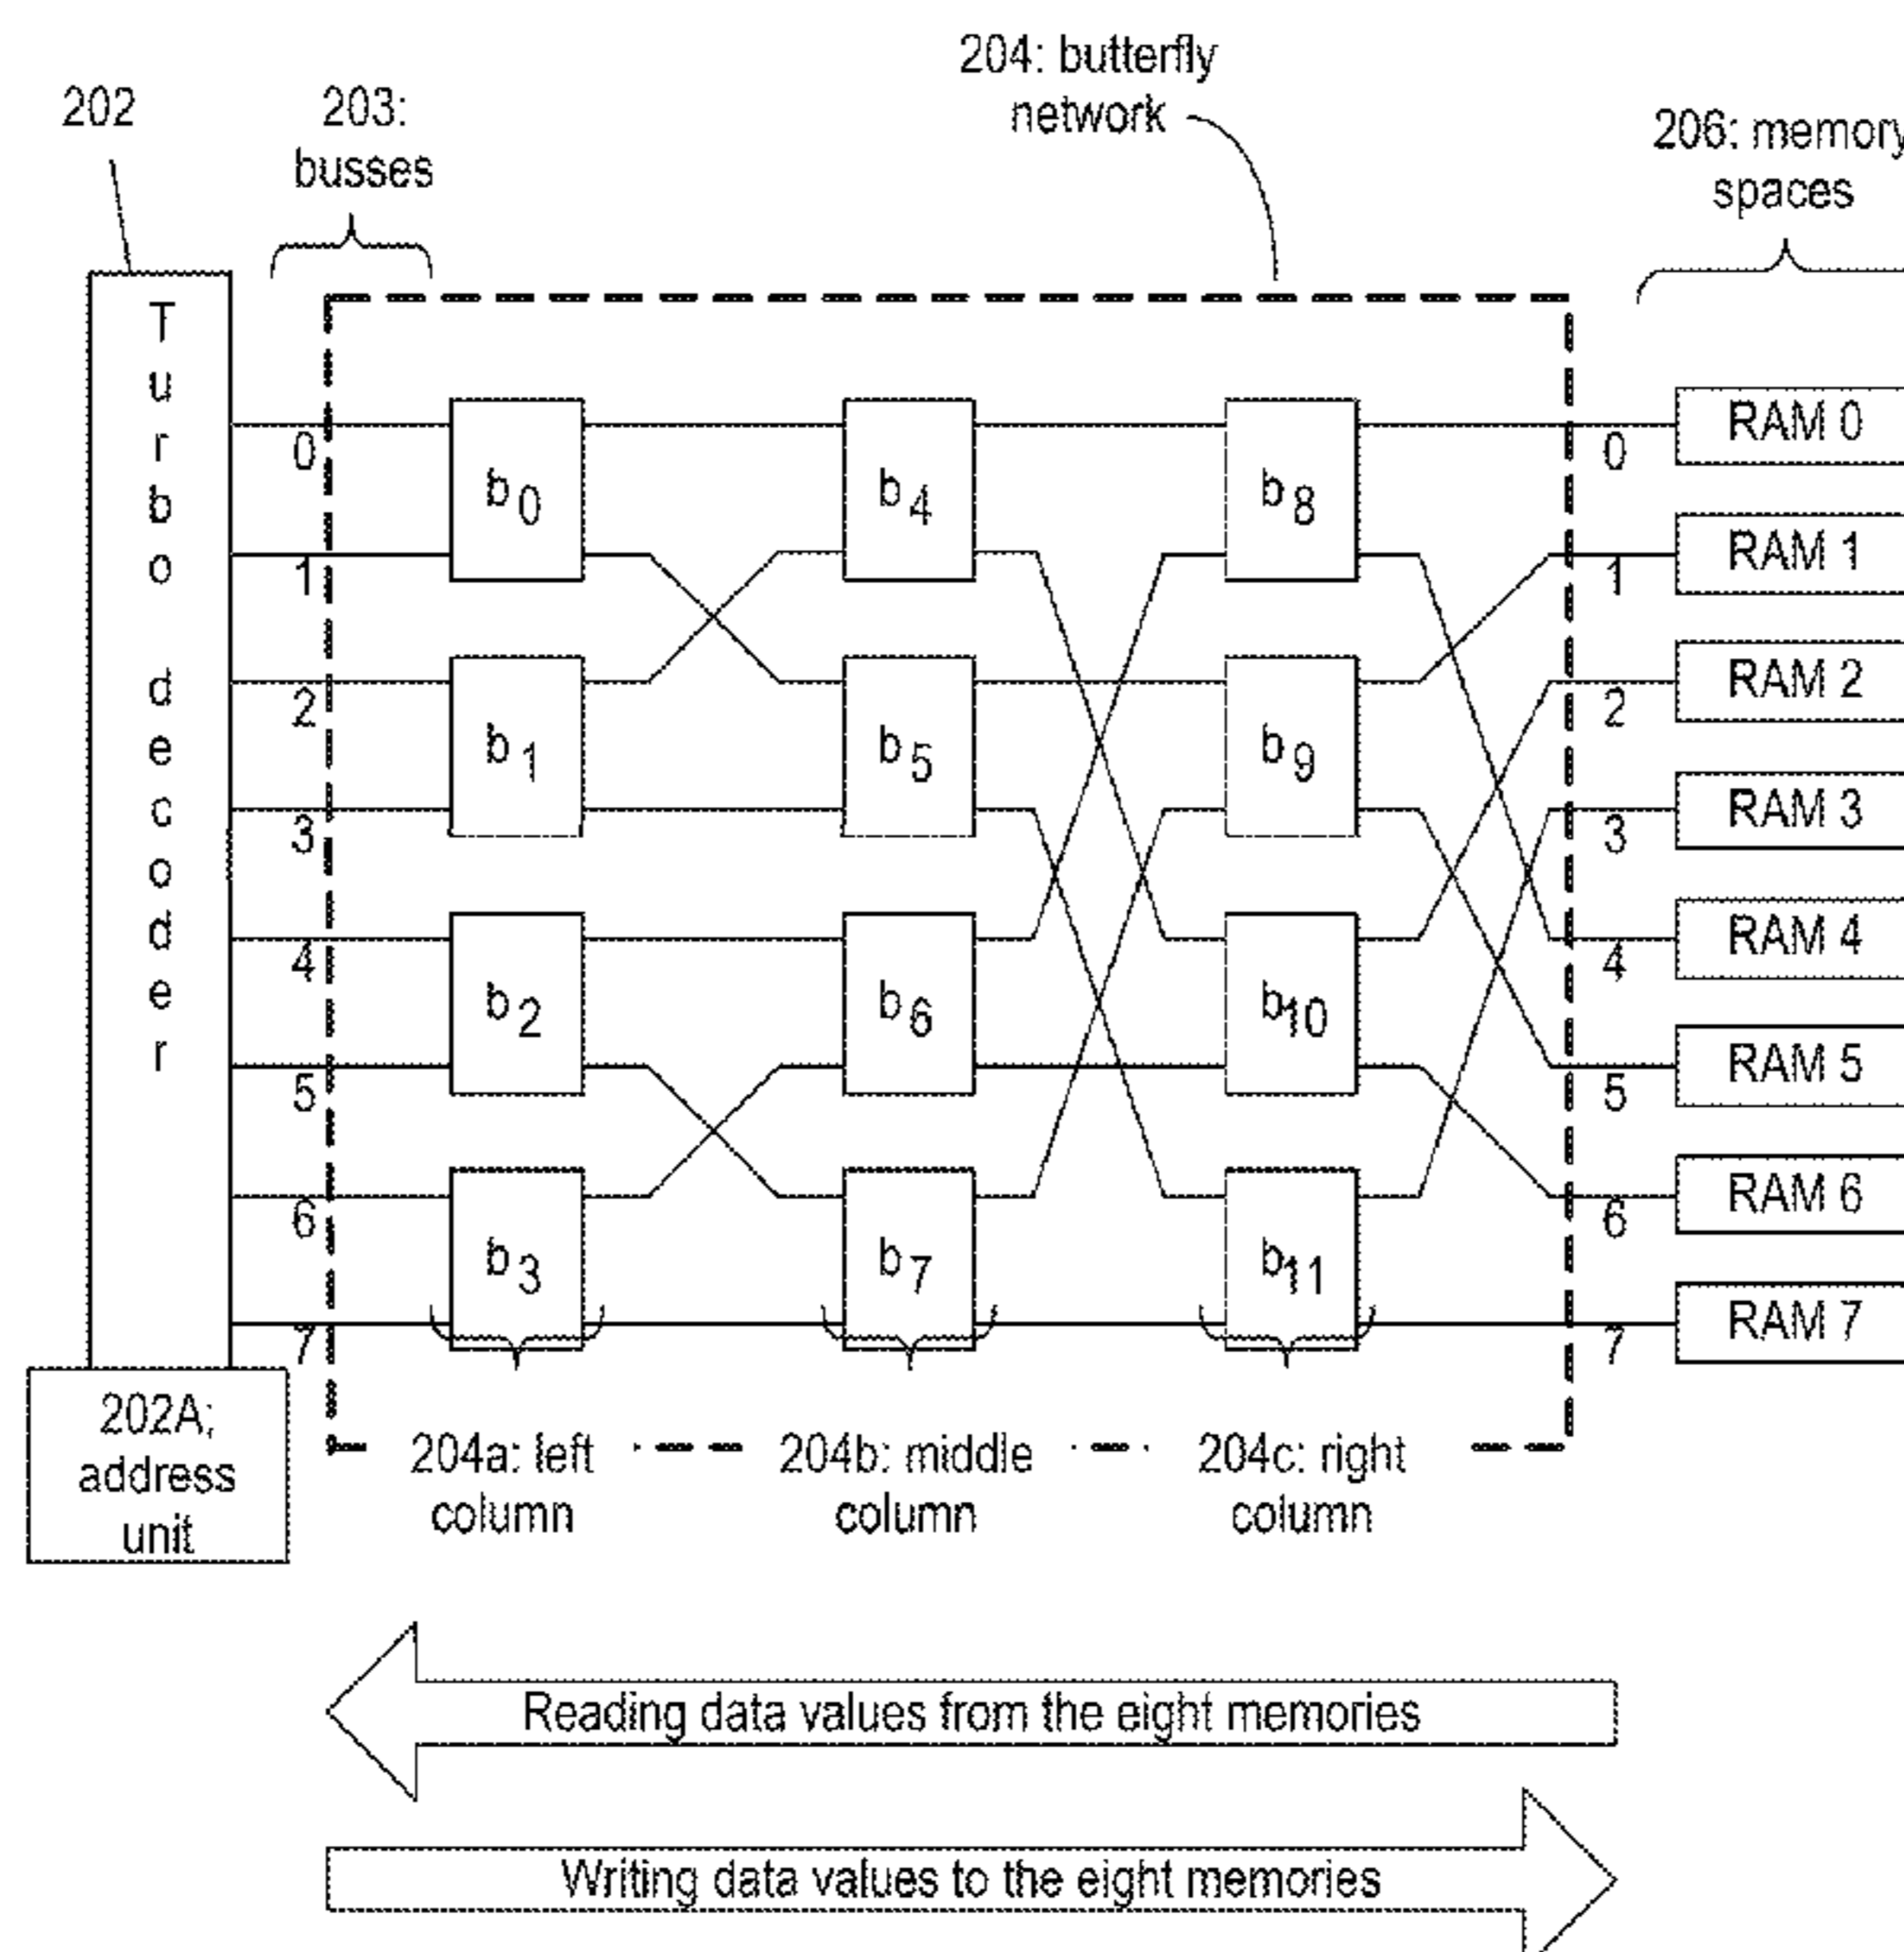 204: butterfly
network
202
203:
busses
206: memory
spaces
Turbo decoder
0
1
2
3
4
5
6
7
b0
b1
b2
b3
b4
b5
b6
b7
b8
b9
b10
b11
0
1
2
3
4
5
6
7
RAM 0
RAM 1
RAM 2
RAM 3
RAM 4
RAM 5
RAM 6
RAM 7
202A;
address
unit
204a: left
column
204b: middle
column
204c: right
column
Reading data values from the eight memories
Writing data values to the eight memories